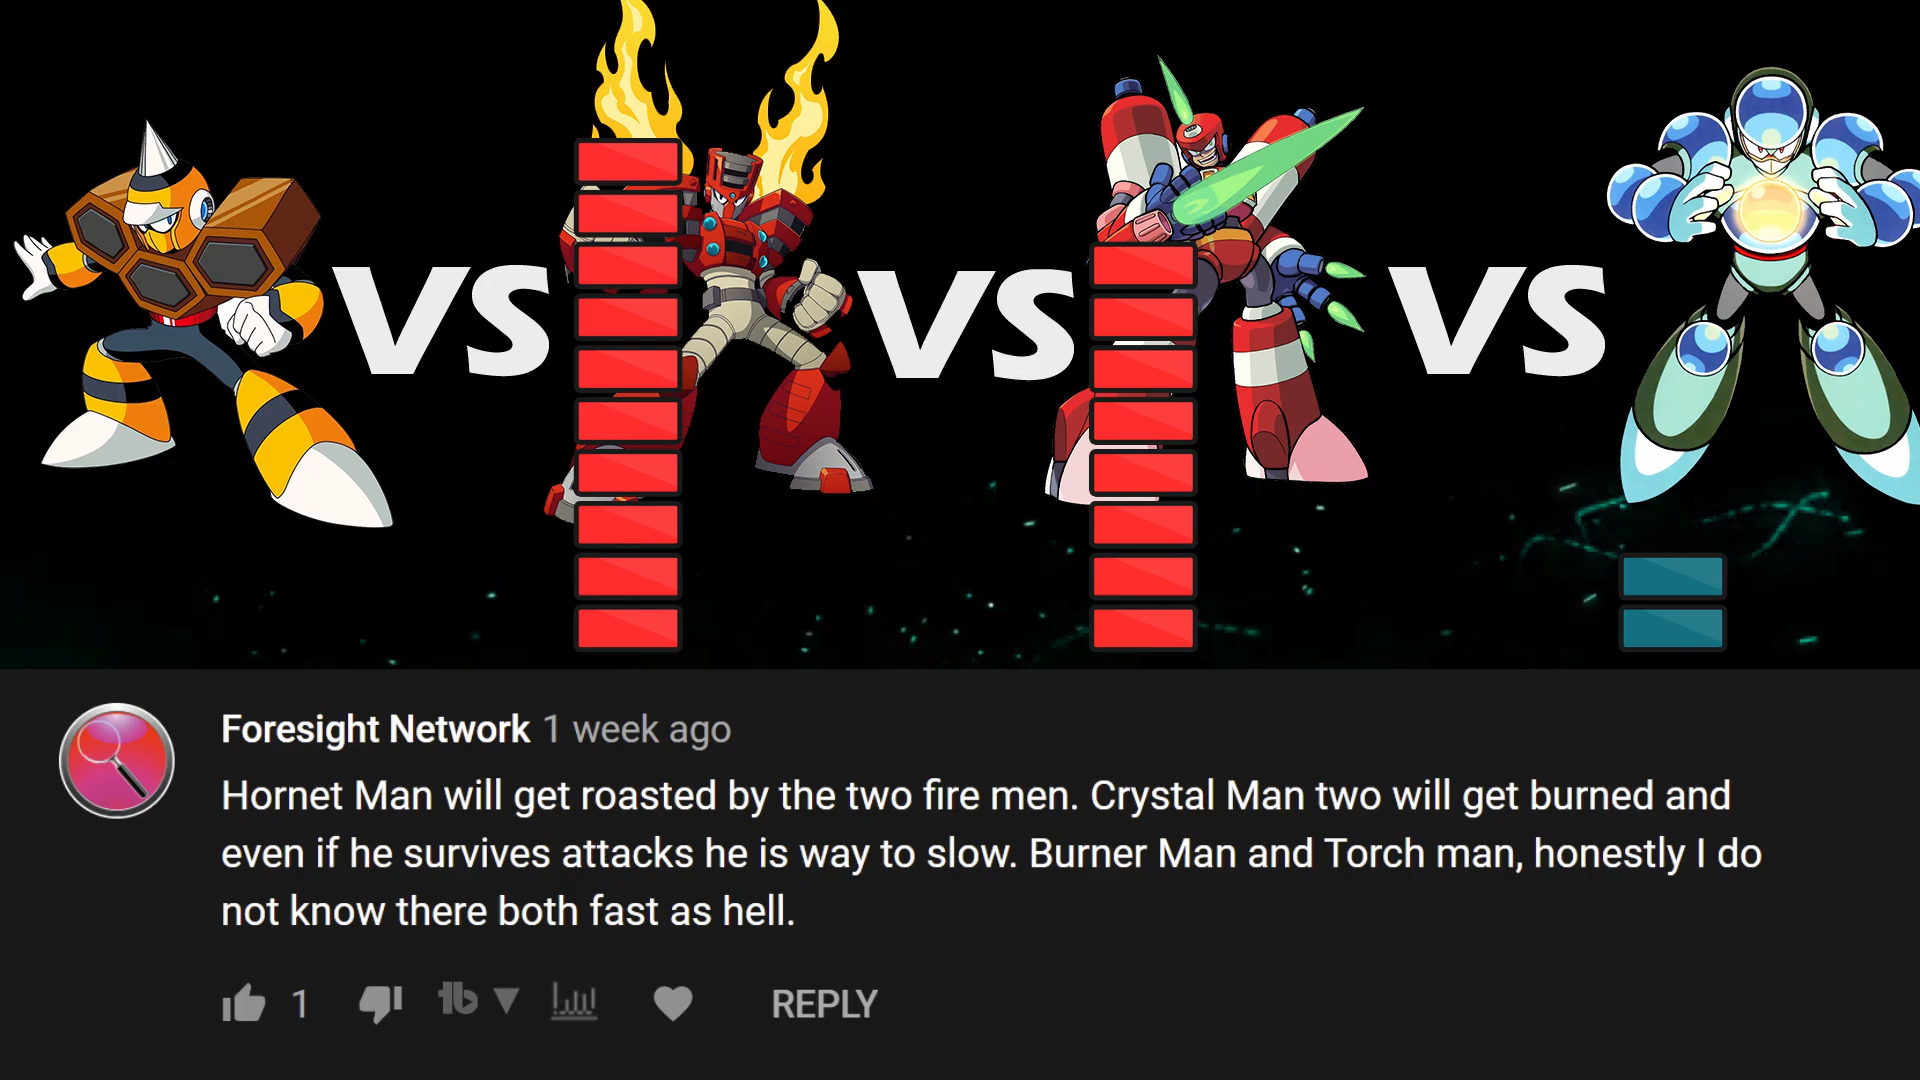 VS VS VS
Foresight Network 1 week ago
Hornet Man will get roasted by the two fire men. Crystal Man two will get burned and
even if he survives attacks he is way to slow. Burner Man and Torch man, honestly I do
not know there both fast as hell.
1 REPLY